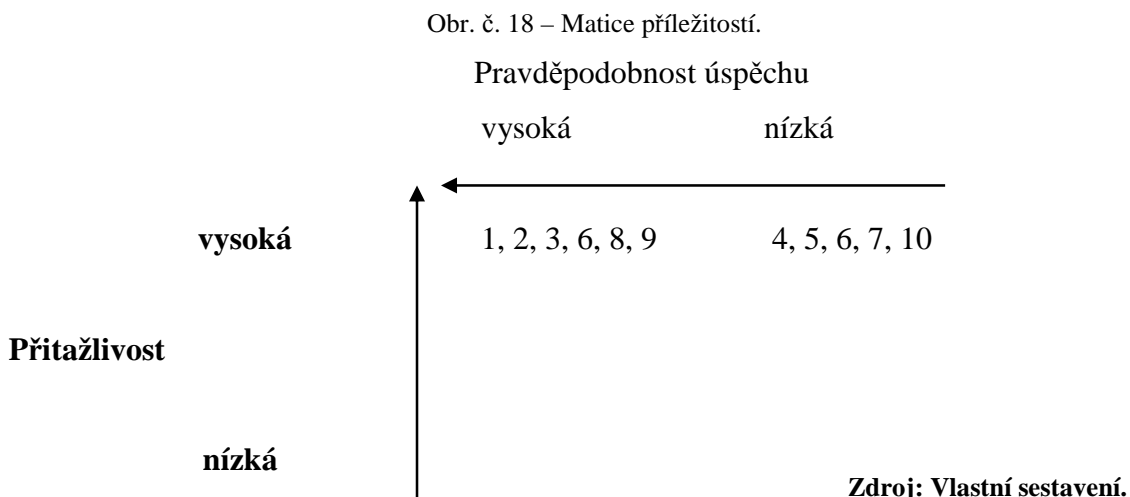 Obr. č. 18 – Matice příležitostí.
Pravděpodobnost úspěchu
vysoká nízká
vysoká 1, 2, 3, 6, 8, 9 4, 5, 6, 7, 10
Přitažlivost
nízká
Zdroj: Vlastní sestavení.